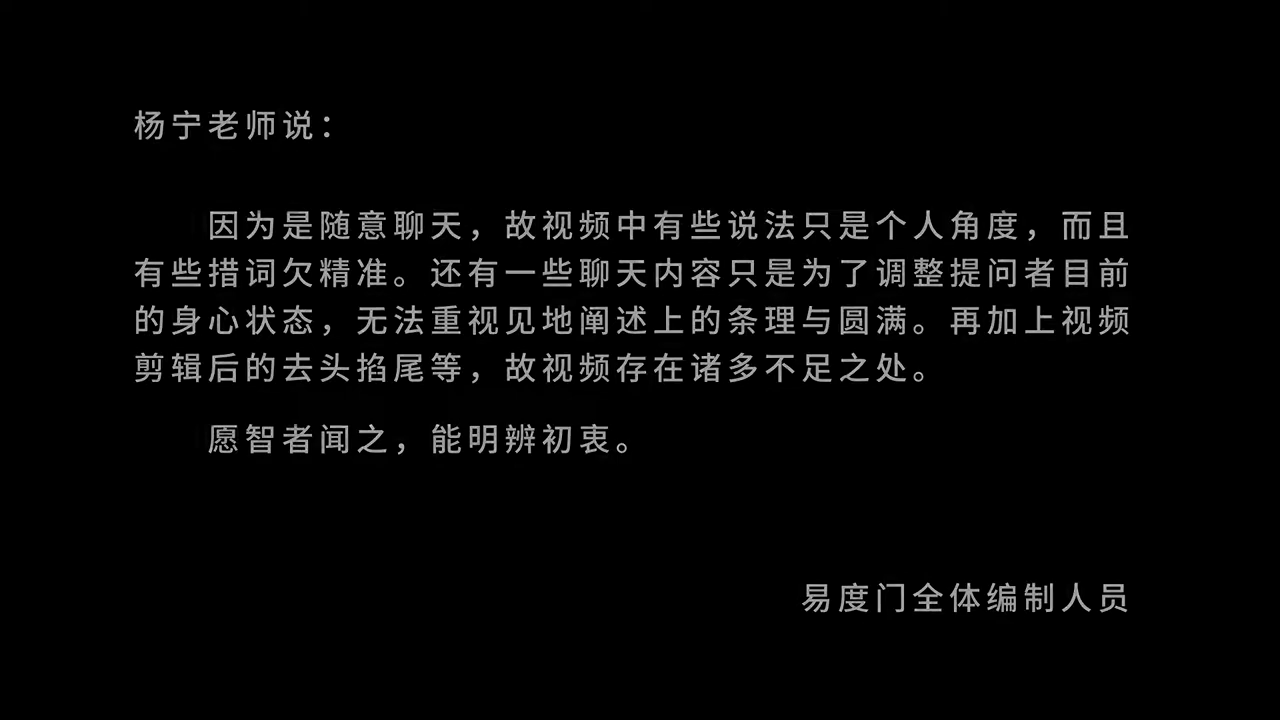 杨宁老师说：
因为是随意聊天，故视频中有些说法只是个人角度，而且
有些措词欠精准。还有一些聊天内容只是为了调整提问者目前
的身心状态，无法重视见地阐述上的条理与圆满。再加上视频
剪辑后的去头掐尾等，故视频存在诸多不足之处。
愿智者闻之，能明辨初衷。
易度门全体编制人员